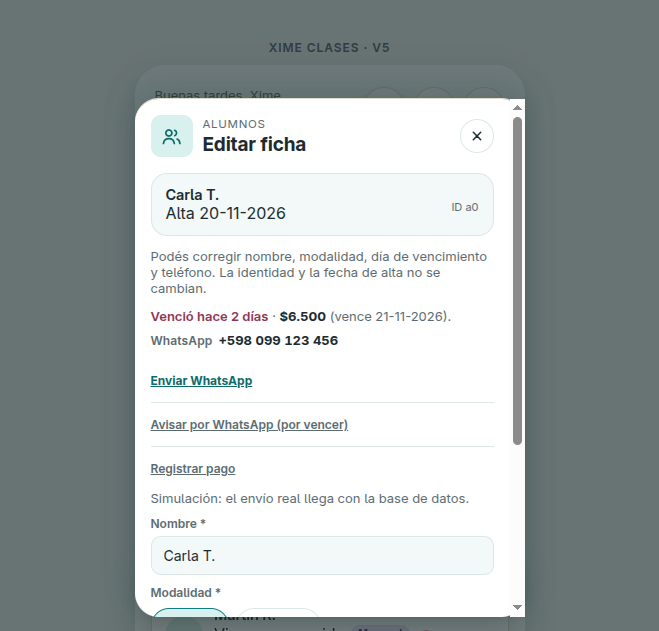 XIME CLASES · V5
Buenas tardes, Xime
ALUMNOS
Editar ficha
Carla T.
Alta 20-11-2026
ID a0
Podés corregir nombre, modalidad, día de vencimiento
y teléfono. La identidad y la fecha de alta no se
cambian.
Venció hace 2 días · $6.500 (vence 21-11-2026).
WhatsApp +598 099 123 456
Enviar WhatsApp
Avisar por WhatsApp (por vencer)
Registrar pago
Simulación: el envío real llega con la base de datos.
Nombre *
Carla T.
Modalidad *